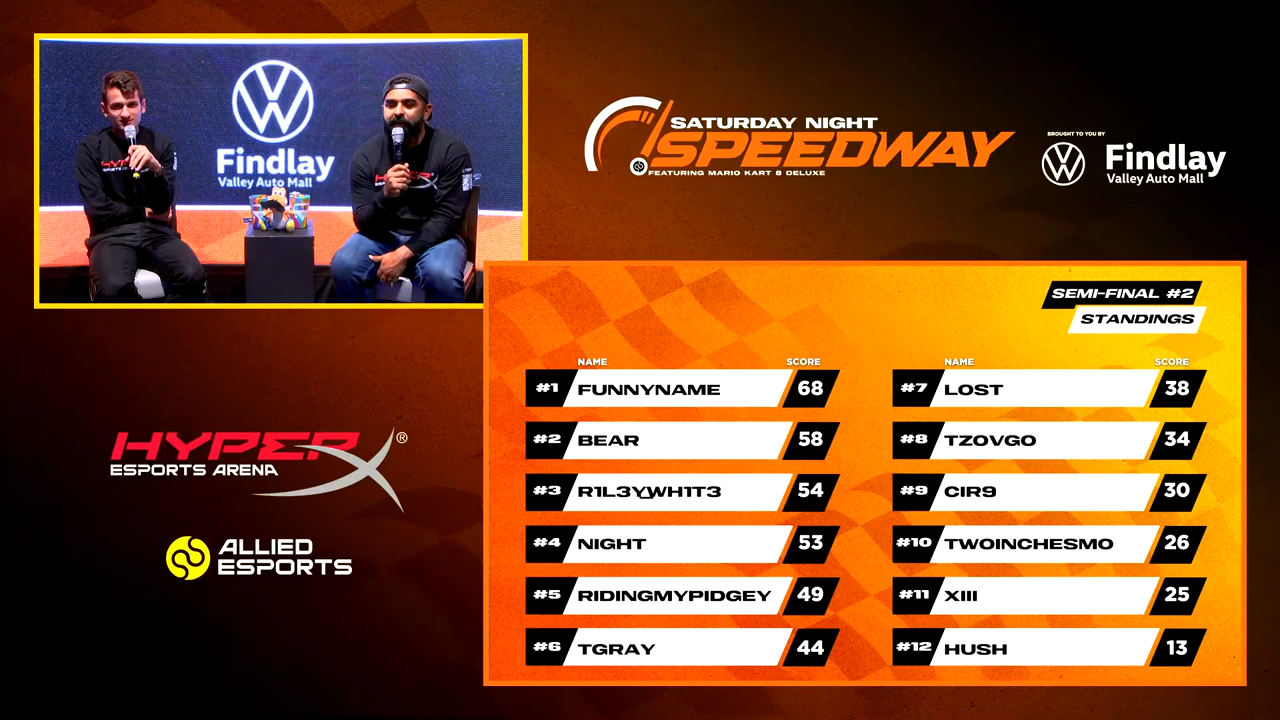 Findlay
Valley Auto Mall
HYPER
SATURDAY NIGHT
SPEEDWAY
FEATURING MARIO KART 8 DELUXE
BROUGHT TO YOU BY
Findlay
Valley Auto Mall
SEMI-FINAL #2
STANDINGS
NAME SCORE
#1 FUNNYNAME 68
#2 BEAR 58
#3 R1L3Y_WH1T3 54
#4 NIGHT 53
#5 RIDINGMYPIDGEY 49
#6 TGRAY 44
NAME SCORE
#7 LOST 38
#8 TZOVGO 34
#9 CIR9 30
#10 TWOINCHESMO 26
#11 XIII 25
#12 HUSH 13
HYPERX®
ESPORTS ARENA
ALLIED
ESPORTS